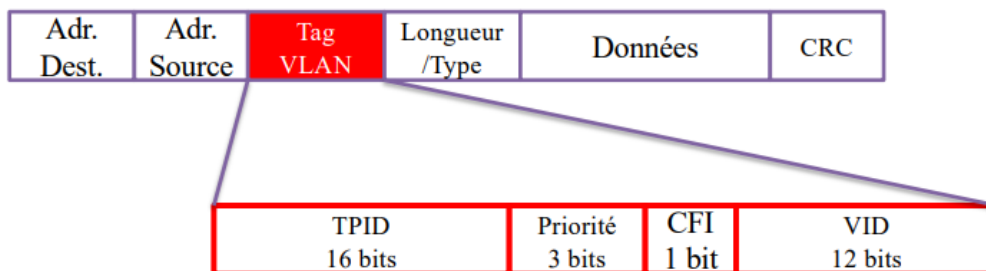 Adr. Dest.
Adr. Source
Tag VLAN
Longueur /Type
Données
CRC
TPID
16 bits
Priorité
3 bits
CFI
1 bit
VID
12 bits